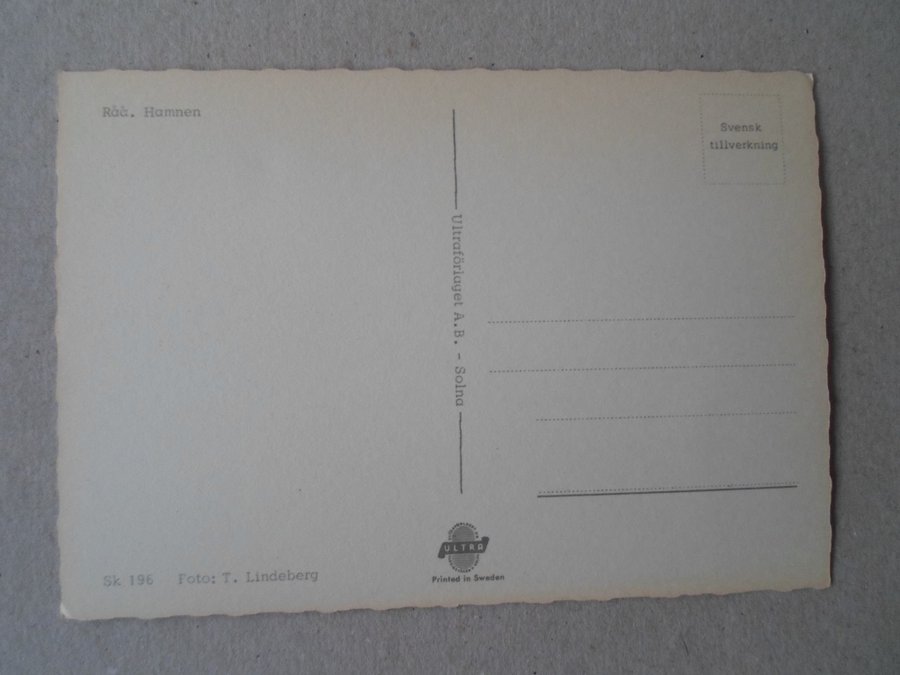 Råå. Hamnen
Svensk
tillverkning
Ultraförlaget A.B. - Solna
ULTRA
Printed in Sweden
Sk 196 Foto: T. Lindeberg